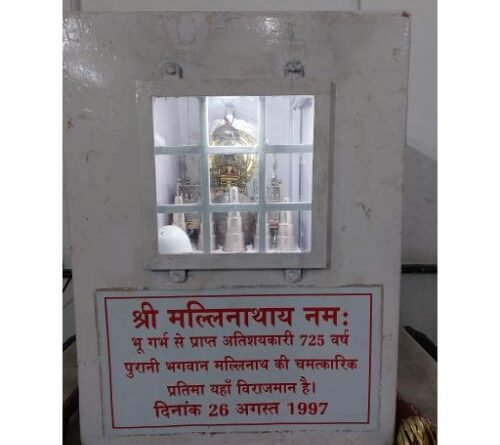 श्री मल्लिनाथाय नमः
भू गर्भ से प्राप्त अतिशयकारी 725 वर्ष
पुरानी भगवान मल्लिनाथ की चमत्कारिक
प्रतिमा यहाँ विराजमान है।
दिनांक 26 अगस्त 1997